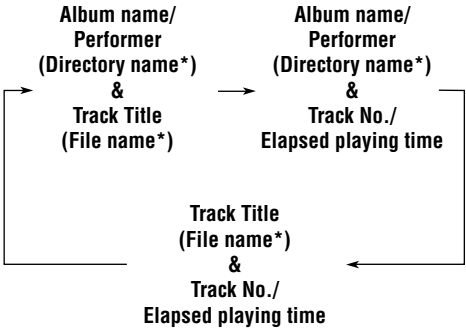 Album name/
Performer
(Directory name*)
&
Track Title
(File name*)
Album name/
Performer
(Directory name*)
&
Track No./
Elapsed playing time
Track Title
(File name*)
&
Track No./
Elapsed playing time